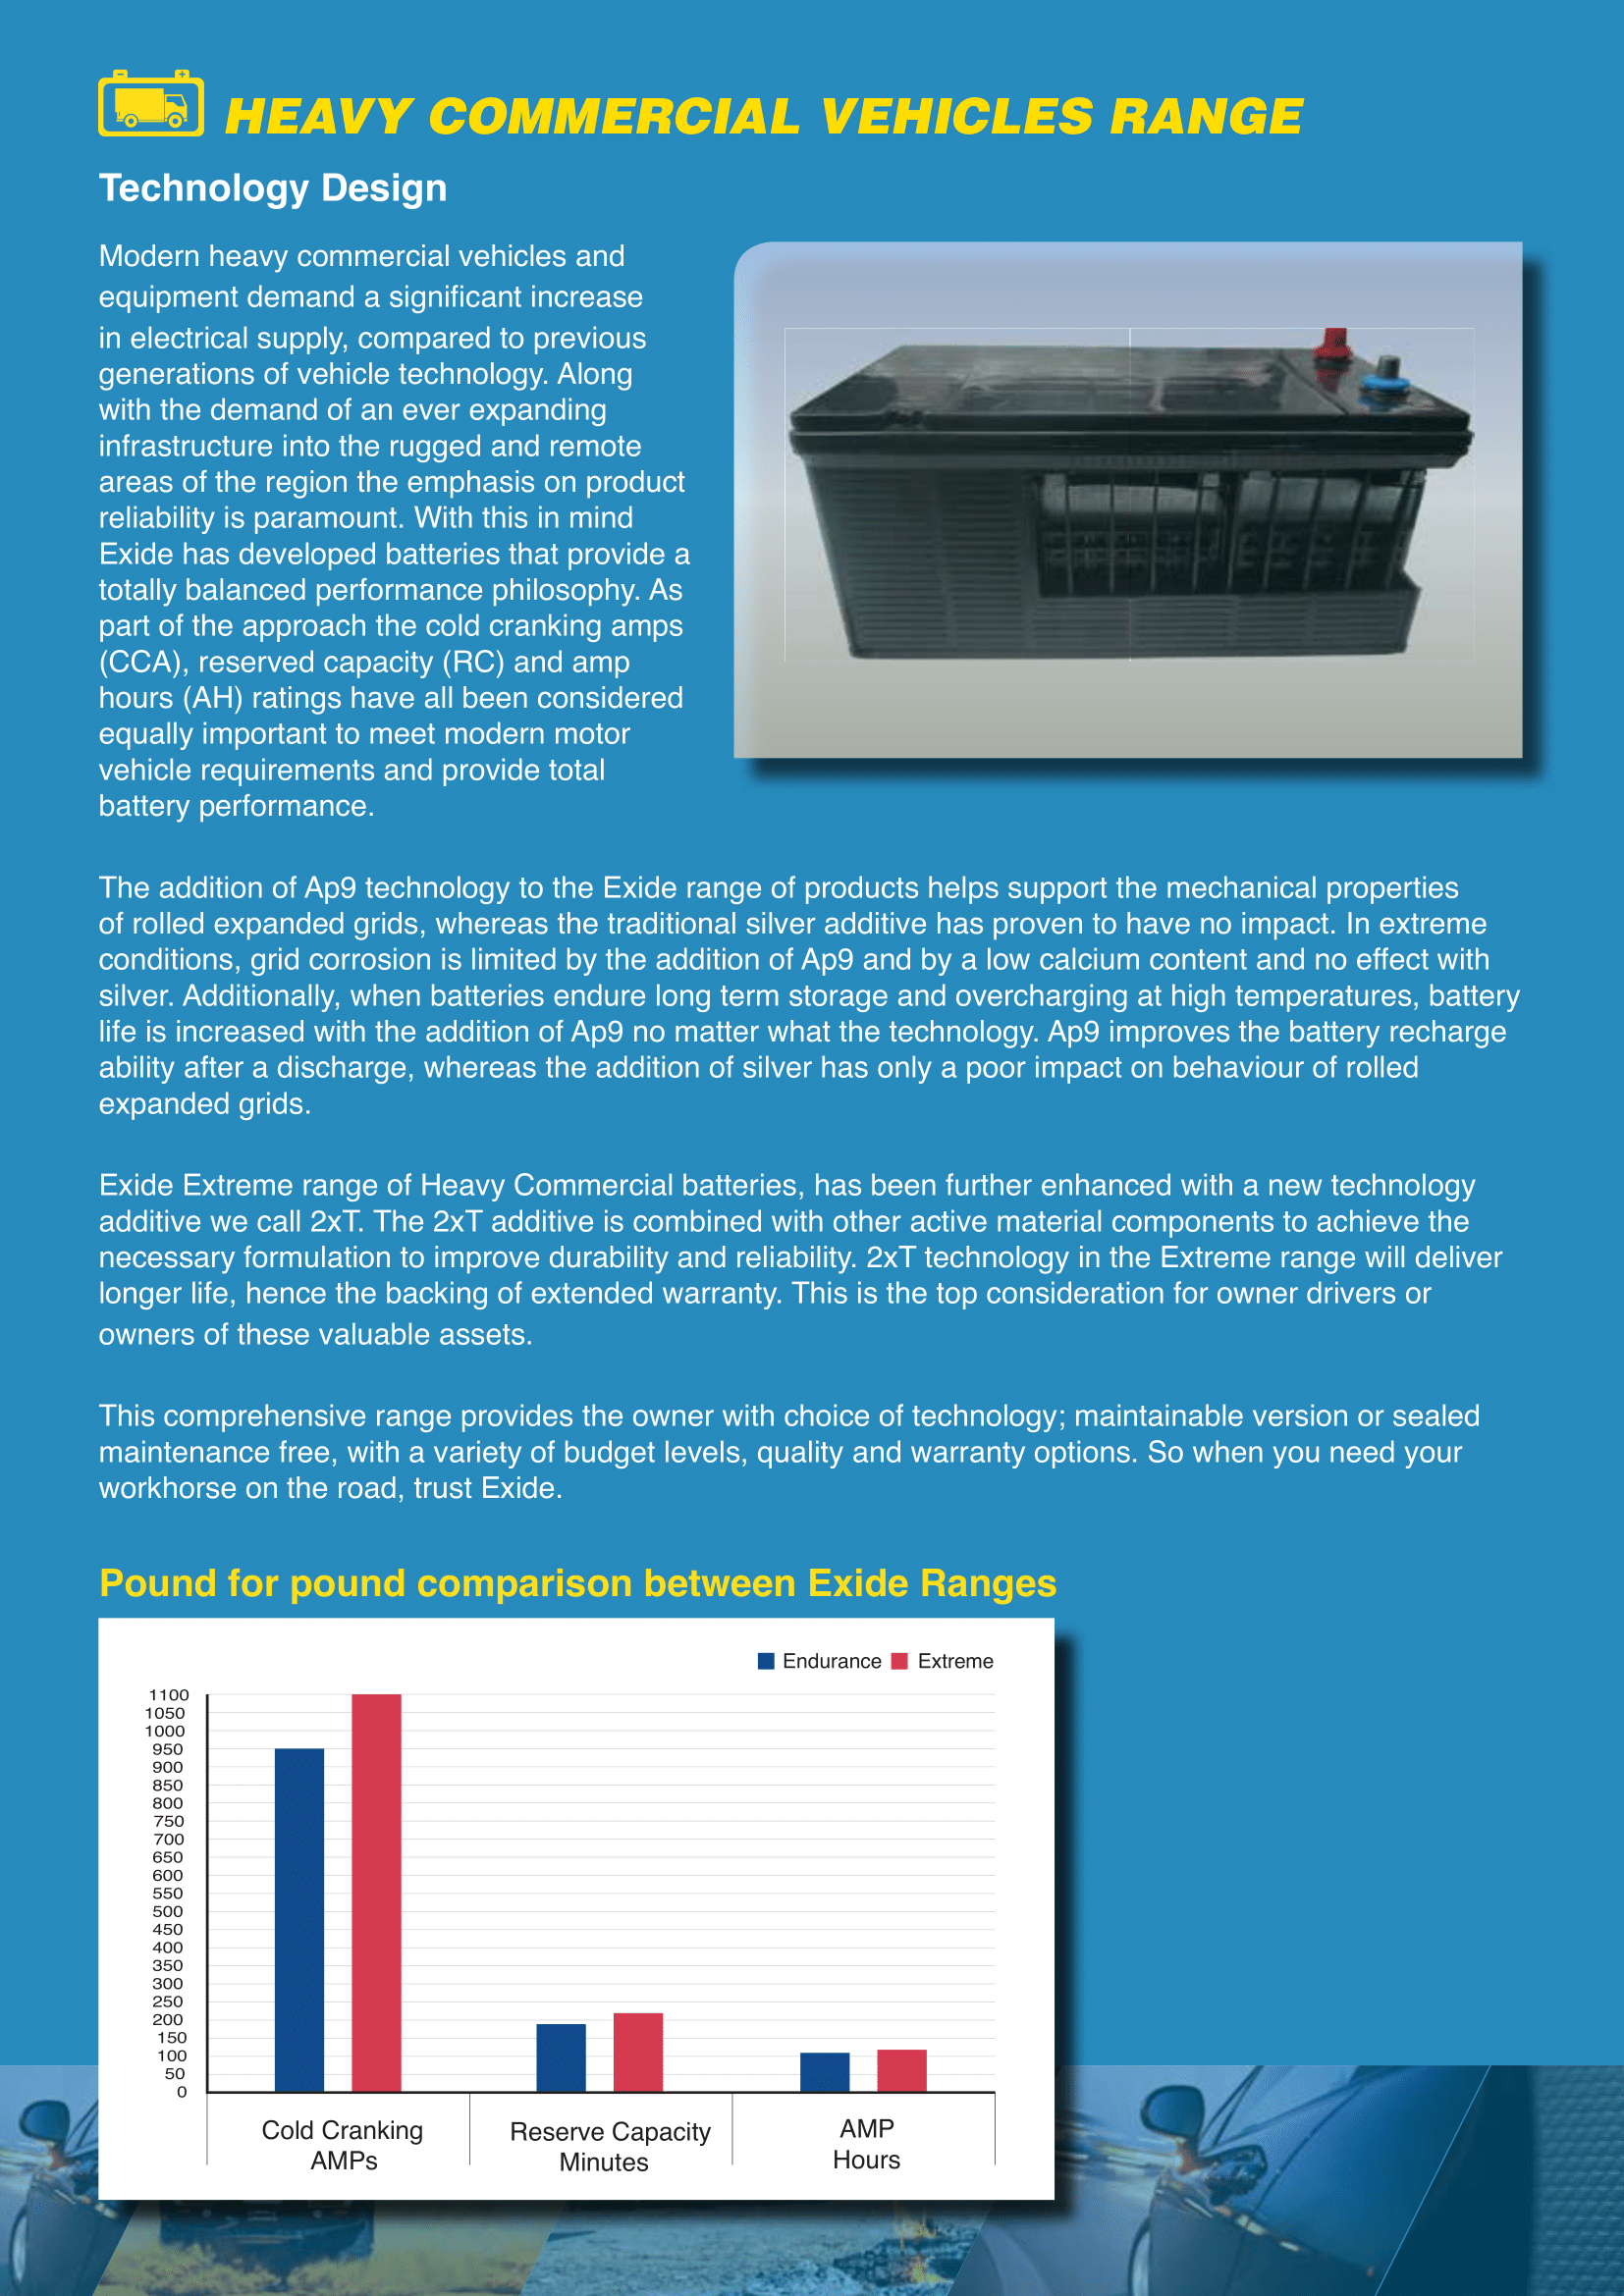 HEAVY COMMERCIAL VEHICLES RANGE
Technology Design
Modern heavy commercial vehicles and
equipment demand a significant increase
in electrical supply, compared to previous
generations of vehicle technology. Along
with the demand of an ever expanding
infrastructure into the rugged and remote
areas of the region the emphasis on product
reliability is paramount. With this in mind
Exide has developed batteries that provide a
totally balanced performance philosophy. As
part of the approach the cold cranking amps
(CCA), reserved capacity (RC) and amp
hours (AH) ratings have all been considered
equally important to meet modern motor
vehicle requirements and provide total
battery performance.
The addition of Ap9 technology to the Exide range of products helps support the mechanical properties
of rolled expanded grids, whereas the traditional silver additive has proven to have no impact. In extreme
conditions, grid corrosion is limited by the addition of Ap9 and by a low calcium content and no effect with
silver. Additionally, when batteries endure long term storage and overcharging at high temperatures, battery
life is increased with the addition of Ap9 no matter what the technology. Ap9 improves the battery recharge
ability after a discharge, whereas the addition of silver has only a poor impact on behaviour of rolled
expanded grids.
Exide Extreme range of Heavy Commercial batteries, has been further enhanced with a new technology
additive we call 2xT. The 2xT additive is combined with other active material components to achieve the
necessary formulation to improve durability and reliability. 2xT technology in the Extreme range will deliver
longer life, hence the backing of extended warranty. This is the top consideration for owner drivers or
owners of these valuable assets.
This comprehensive range provides the owner with choice of technology; maintainable version or sealed
maintenance free, with a variety of budget levels, quality and warranty options. So when you need your
workhorse on the road, trust Exide.
Pound for pound comparison between Exide Ranges
Endurance Extreme
1100
1050
1000
950
900
850
800
750
700
650
600
550
500
450
400
350
300
250
200
150
100
50
0
Cold Cranking
AMPs
Reserve Capacity
Minutes
AMP
Hours